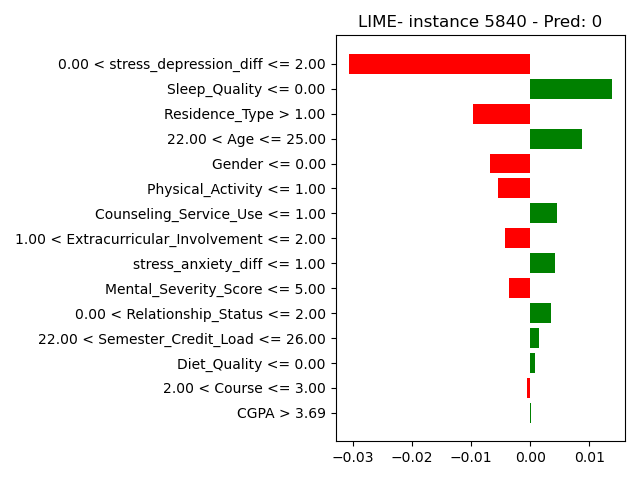 LIME- instance 5840 - Pred: 0
0.00 < stress_depression_diff <= 2.00
Sleep_Quality <= 0.00
Residence_Type > 1.00
22.00 < Age <= 25.00
Gender <= 0.00
Physical_Activity <= 1.00
Counseling_Service_Use <= 1.00
1.00 < Extracurricular_Involvement <= 2.00
stress_anxiety_diff <= 1.00
Mental_Severity_Score <= 5.00
0.00 < Relationship_Status <= 2.00
22.00 < Semester_Credit_Load <= 26.00
Diet_Quality <= 0.00
2.00 < Course <= 3.00
CGPA > 3.69
−0.03 −0.02 −0.01 0.00 0.01